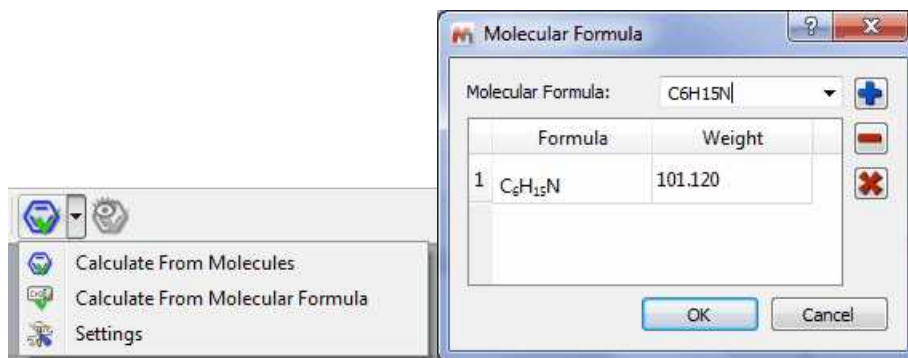 Calculate From Molecules
Calculate From Molecular Formula
Settings
Molecular Formula
Molecular Formula: C6H15N
Formula Weight
1 C₆H₁₅N 101.120
OK Cancel